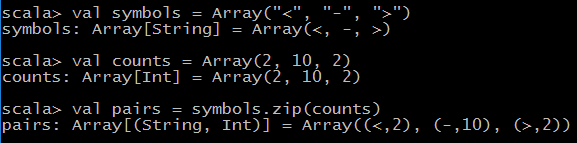 scala> val symbols = Array("<", "-", ">")
symbols: Array[String] = Array(<, -, >)
scala> val counts = Array(2, 10, 2)
counts: Array[Int] = Array(2, 10, 2)
scala> val pairs = symbols.zip(counts)
pairs: Array[(String, Int)] = Array((<,2), (-,10), (>,2))